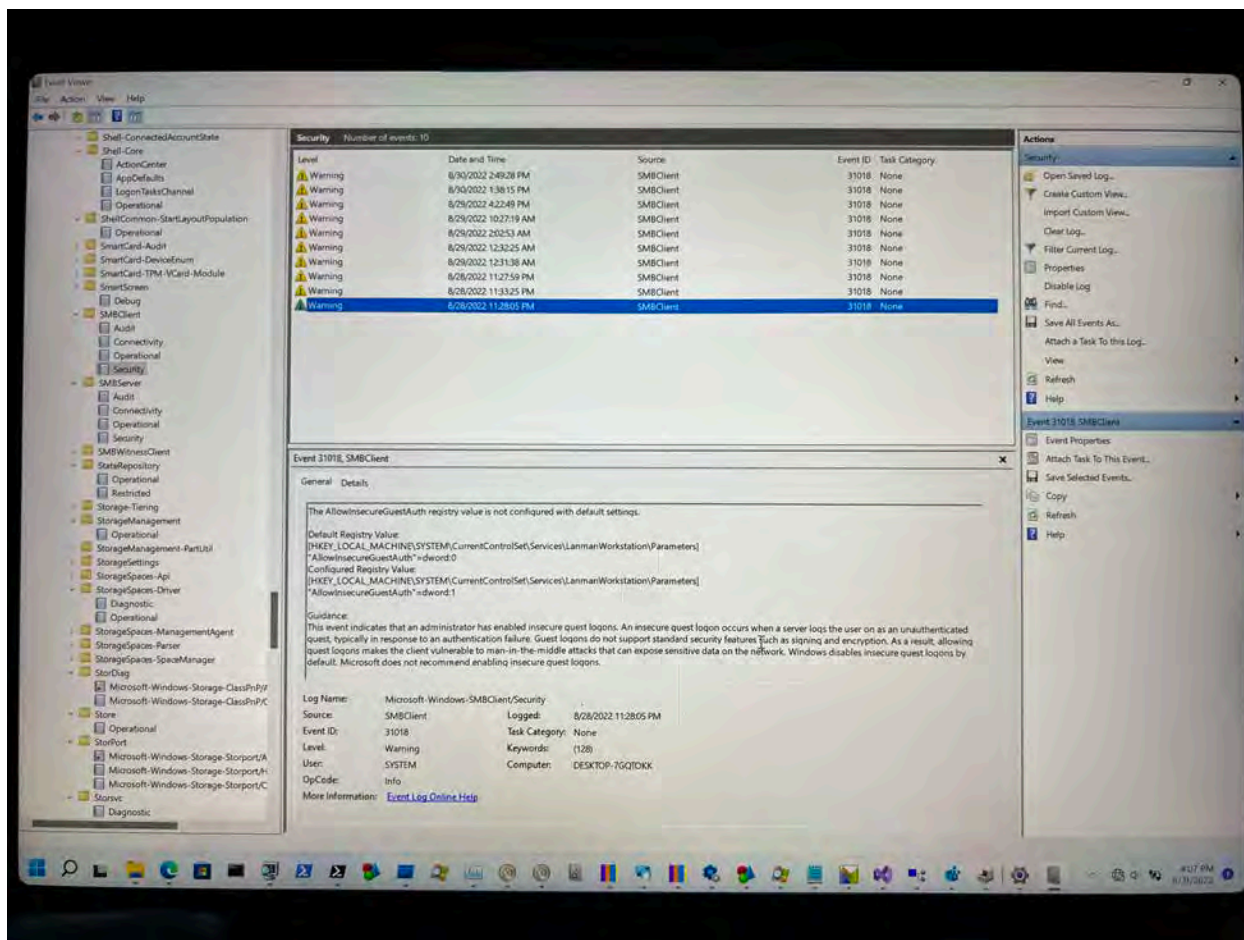 Event Viewer
File Action View Help
Shell-ConnectedAccountState
Shell-Core
ActionCenter
AppDefaults
LogonTasksChannel
Operational
ShellCommon-StartLayoutPopulation
Operational
SmartCard-Audit
SmartCard-DeviceEnum
SmartCard-TPM-VCard-Module
SmartScreen
Debug
SMBClient
Audit
Connectivity
Operational
Security
SMBServer
Audit
Connectivity
Operational
Security
SMBWitnessClient
StateRepository
Operational
Restricted
Storage-Tiering
StorageManagement
Operational
StorageManagement-PartUtil
StorageSettings
StorageSpaces-Api
StorageSpaces-Driver
Diagnostic
Operational
StorageSpaces-ManagementAgent
StorageSpaces-Parser
StorageSpaces-SpaceManager
StorDiag
Microsoft-Windows-Storage-ClassPnP/
Microsoft-Windows-Storage-ClassPnP/C
Store
Operational
StorPort
Microsoft-Windows-Storage-Storport/A
Microsoft-Windows-Storage-Storport/H
Microsoft-Windows-Storage-Storport/C
Storsvc
Diagnostic
Security Number of events: 10
Level Date and Time Source Event ID Task Category
Warning 8/30/2022 2:49:28 PM SMBClient 31018 None
Warning 8/30/2022 1:38:15 PM SMBClient 31018 None
Warning 8/29/2022 4:22:49 PM SMBClient 31018 None
Warning 8/29/2022 10:27:19 AM SMBClient 31018 None
Warning 8/29/2022 2:02:53 AM SMBClient 31018 None
Warning 8/29/2022 12:32:25 AM SMBClient 31018 None
Warning 8/29/2022 12:31:38 AM SMBClient 31018 None
Warning 8/28/2022 11:27:59 PM SMBClient 31018 None
Warning 8/28/2022 11:33:25 PM SMBClient 31018 None
Warning 8/28/2022 11:28:05 PM SMBClient 31018 None
Event 31018, SMBClient
General Details
The AllowInsecureGuestAuth registry value is not configured with default settings.
Default Registry Value:
[HKEY_LOCAL_MACHINE\SYSTEM\CurrentControlSet\Services\LanmanWorkstation\Parameters]
"AllowInsecureGuestAuth"=dword:0
Configured Registry Value:
[HKEY_LOCAL_MACHINE\SYSTEM\CurrentControlSet\Services\LanmanWorkstation\Parameters]
"AllowInsecureGuestAuth"=dword:1
Guidance:
This event indicates that an administrator has enabled insecure guest logons. An insecure guest logon occurs when a server logs the user on as an unauthenticated
guest, typically in response to an authentication failure. Guest logons do not support standard security features such as signing and encryption. As a result, allowing
guest logons makes the client vulnerable to man-in-the-middle attacks that can expose sensitive data on the network. Windows disables insecure guest logons by
default. Microsoft does not recommend enabling insecure guest logons.
Log Name: Microsoft-Windows-SMBClient/Security
Source: SMBClient Logged: 8/28/2022 11:28:05 PM
Event ID: 31018 Task Category: None
Level: Warning Keywords: (128)
User: SYSTEM Computer: DESKTOP-7GQTOKK
OpCode: Info
More Information: Event Log Online Help
Actions
Security
Open Saved Log...
Create Custom View...
Import Custom View...
Clear Log...
Filter Current Log...
Properties
Disable Log
Find...
Save All Events As...
Attach a Task To this Log...
View
Refresh
Help
Event 31018, SMBClient
Event Properties
Attach Task To This Event...
Save Selected Events...
Copy
Refresh
Help
4:07 PM
8/31/2022